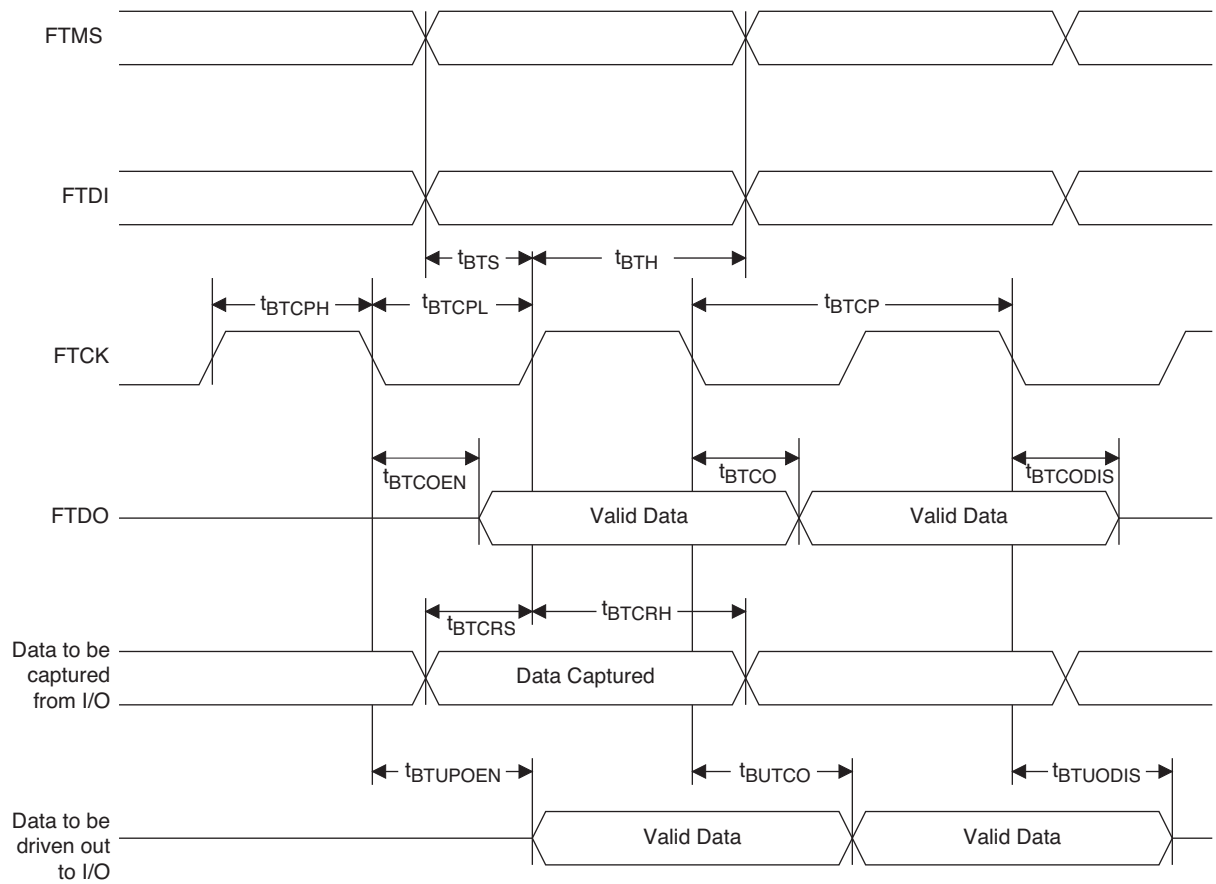 FTMS
FTDI
tBTS
tBTH
tBTCPH
tBTCPL
tBTCP
FTCK
tBTCOEN
tBTCO
tBTCODIS
FTDO
Valid Data
Valid Data
tBTCRS
tBTCRH
Data to be
captured
from I/O
Data Captured
tBTUPOEN
tBUTCO
tBTUODIS
Data to be
driven out
to I/O
Valid Data
Valid Data